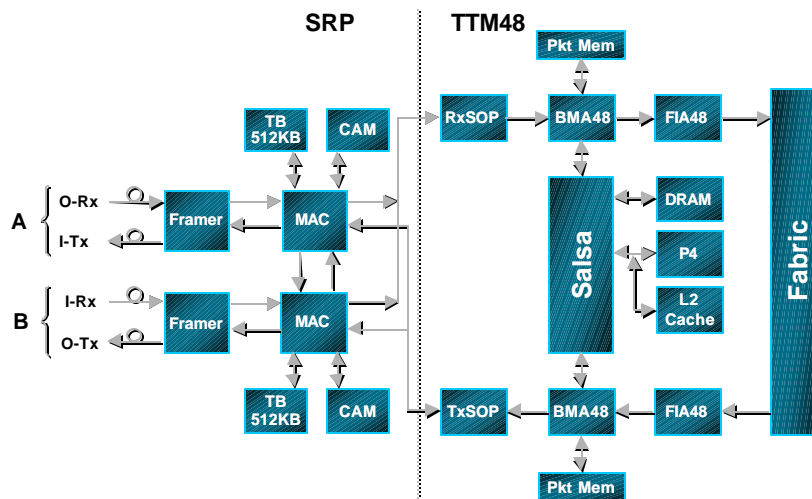 SRP
TTM48
Pkt Mem
TB
512KB
CAM
RxSOP
BMA48
FIA48
A
O-Rx
I-Tx
Framer
MAC
Salsa
DRAM
P4
L2
Cache
Fabric
B
I-Rx
O-Tx
Framer
MAC
TB
512KB
CAM
TxSOP
BMA48
FIA48
Pkt Mem